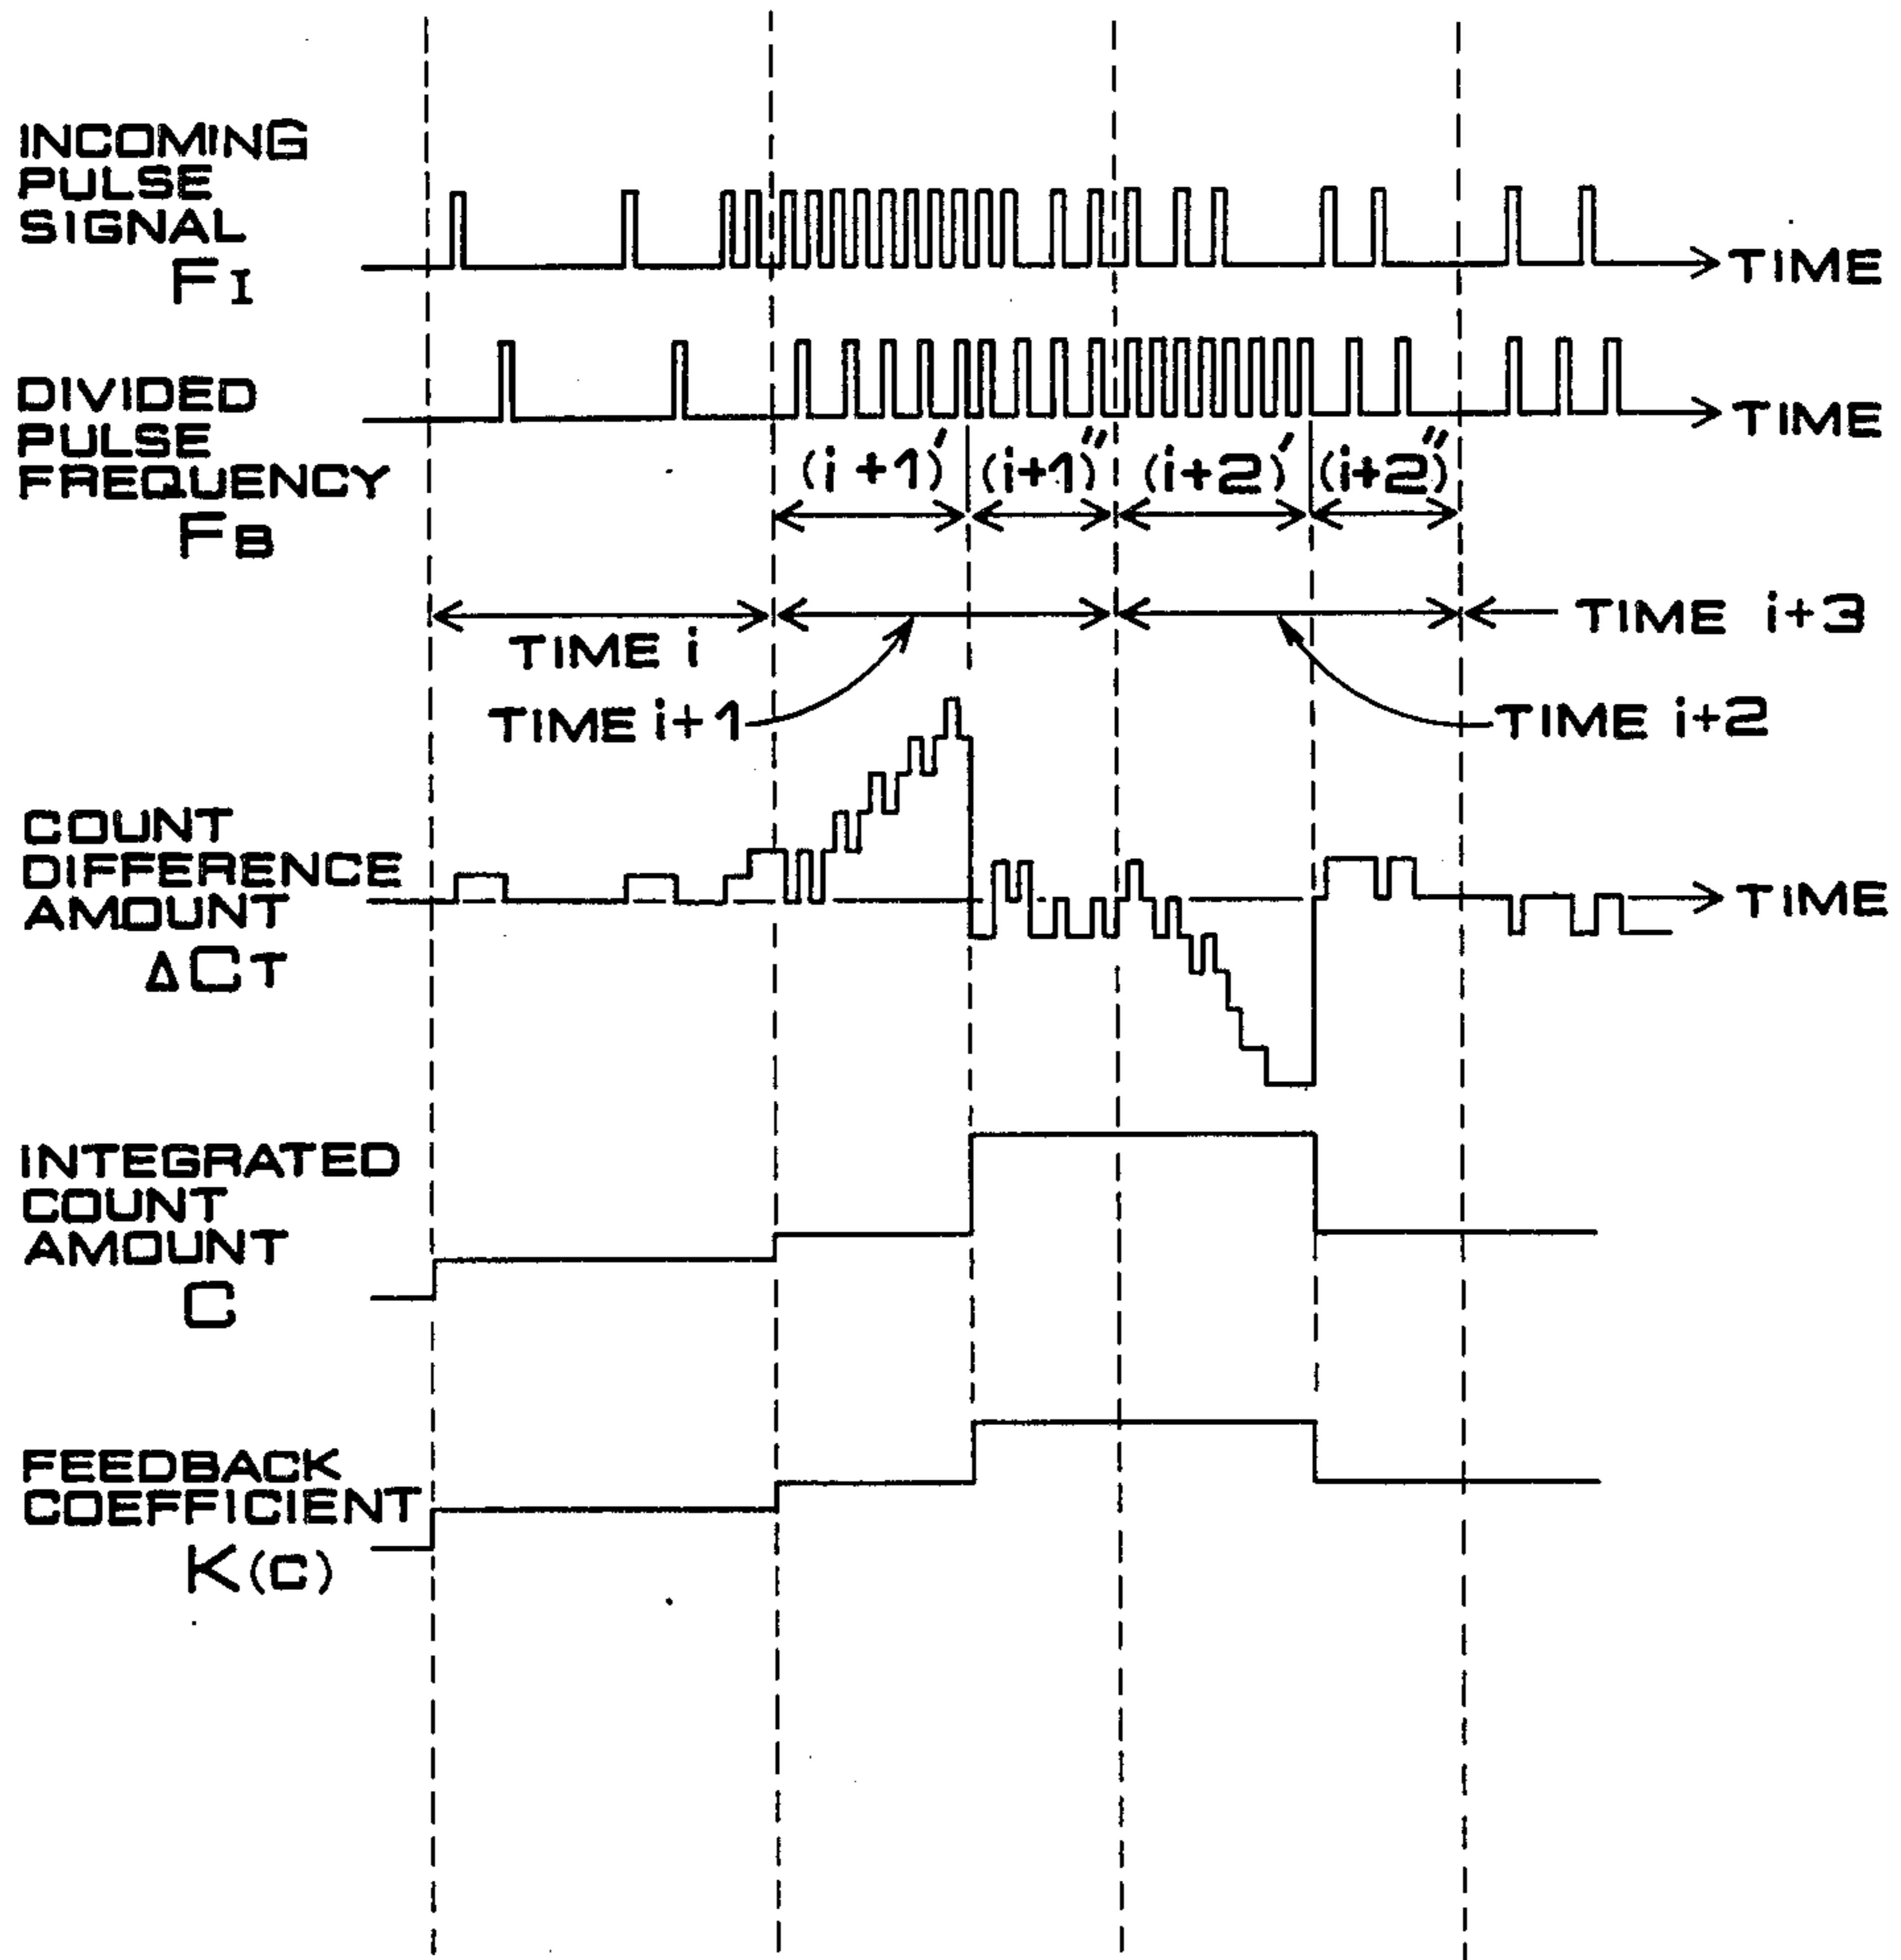 INCOMING
PULSE
SIGNAL
FI
TIME
DIVIDED
PULSE
FREQUENCY
FB
TIME
(i+1)' (i+1)'' (i+2)' (i+2)''
TIME i
TIME i+3
TIME i+1
TIME i+2
COUNT
DIFFERENCE
AMOUNT
ΔCT
TIME
INTEGRATED
COUNT
AMOUNT
C
FEEDBACK
COEFFICIENT
K(C)